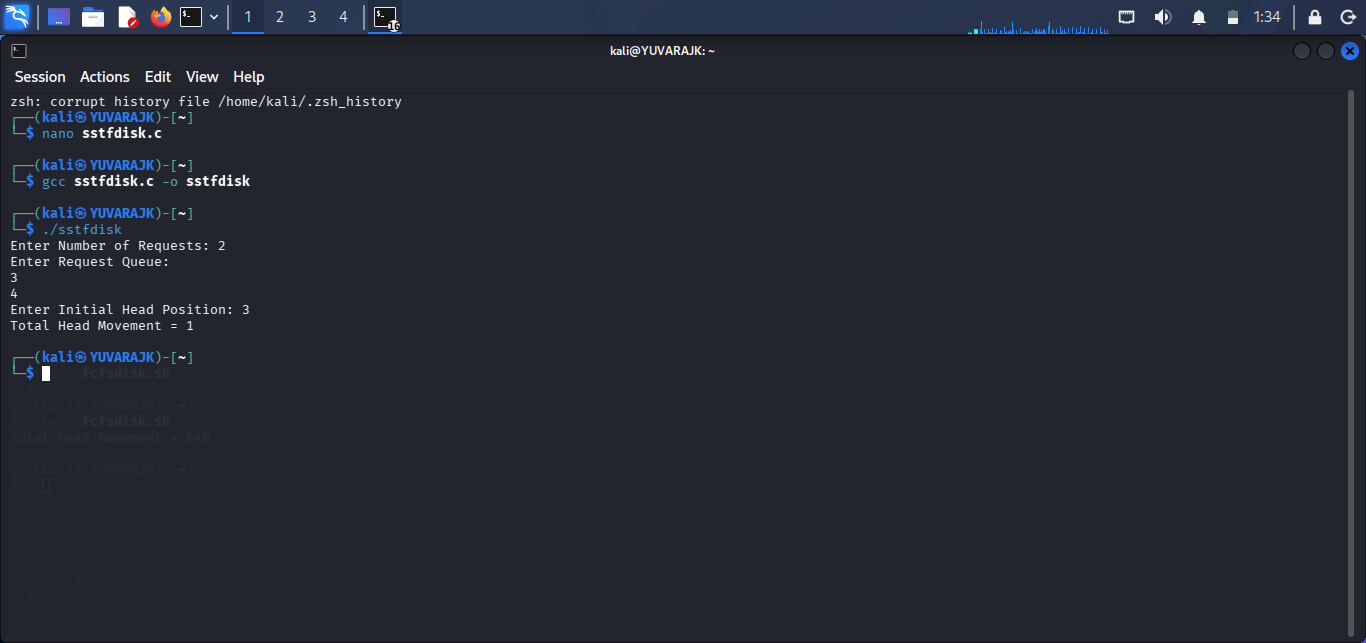 1 2 3 4
1:34
kali@YUVARAJK: ~
Session Actions Edit View Help
zsh: corrupt history file /home/kali/.zsh_history
┌──(kali㉿YUVARAJK)-[~]
└─$ nano sstfdisk.c
┌──(kali㉿YUVARAJK)-[~]
└─$ gcc sstfdisk.c -o sstfdisk
┌──(kali㉿YUVARAJK)-[~]
└─$ ./sstfdisk
Enter Number of Requests: 2
Enter Request Queue:
3
4
Enter Initial Head Position: 3
Total Head Movement = 1
┌──(kali㉿YUVARAJK)-[~]
└─$ fcfsdisk.sh
┌──(kali㉿YUVARAJK)-[~]
└─$ bash fcfsdisk.sh
Total Head Movement = 640
┌──(kali㉿YUVARAJK)-[~]
└─$